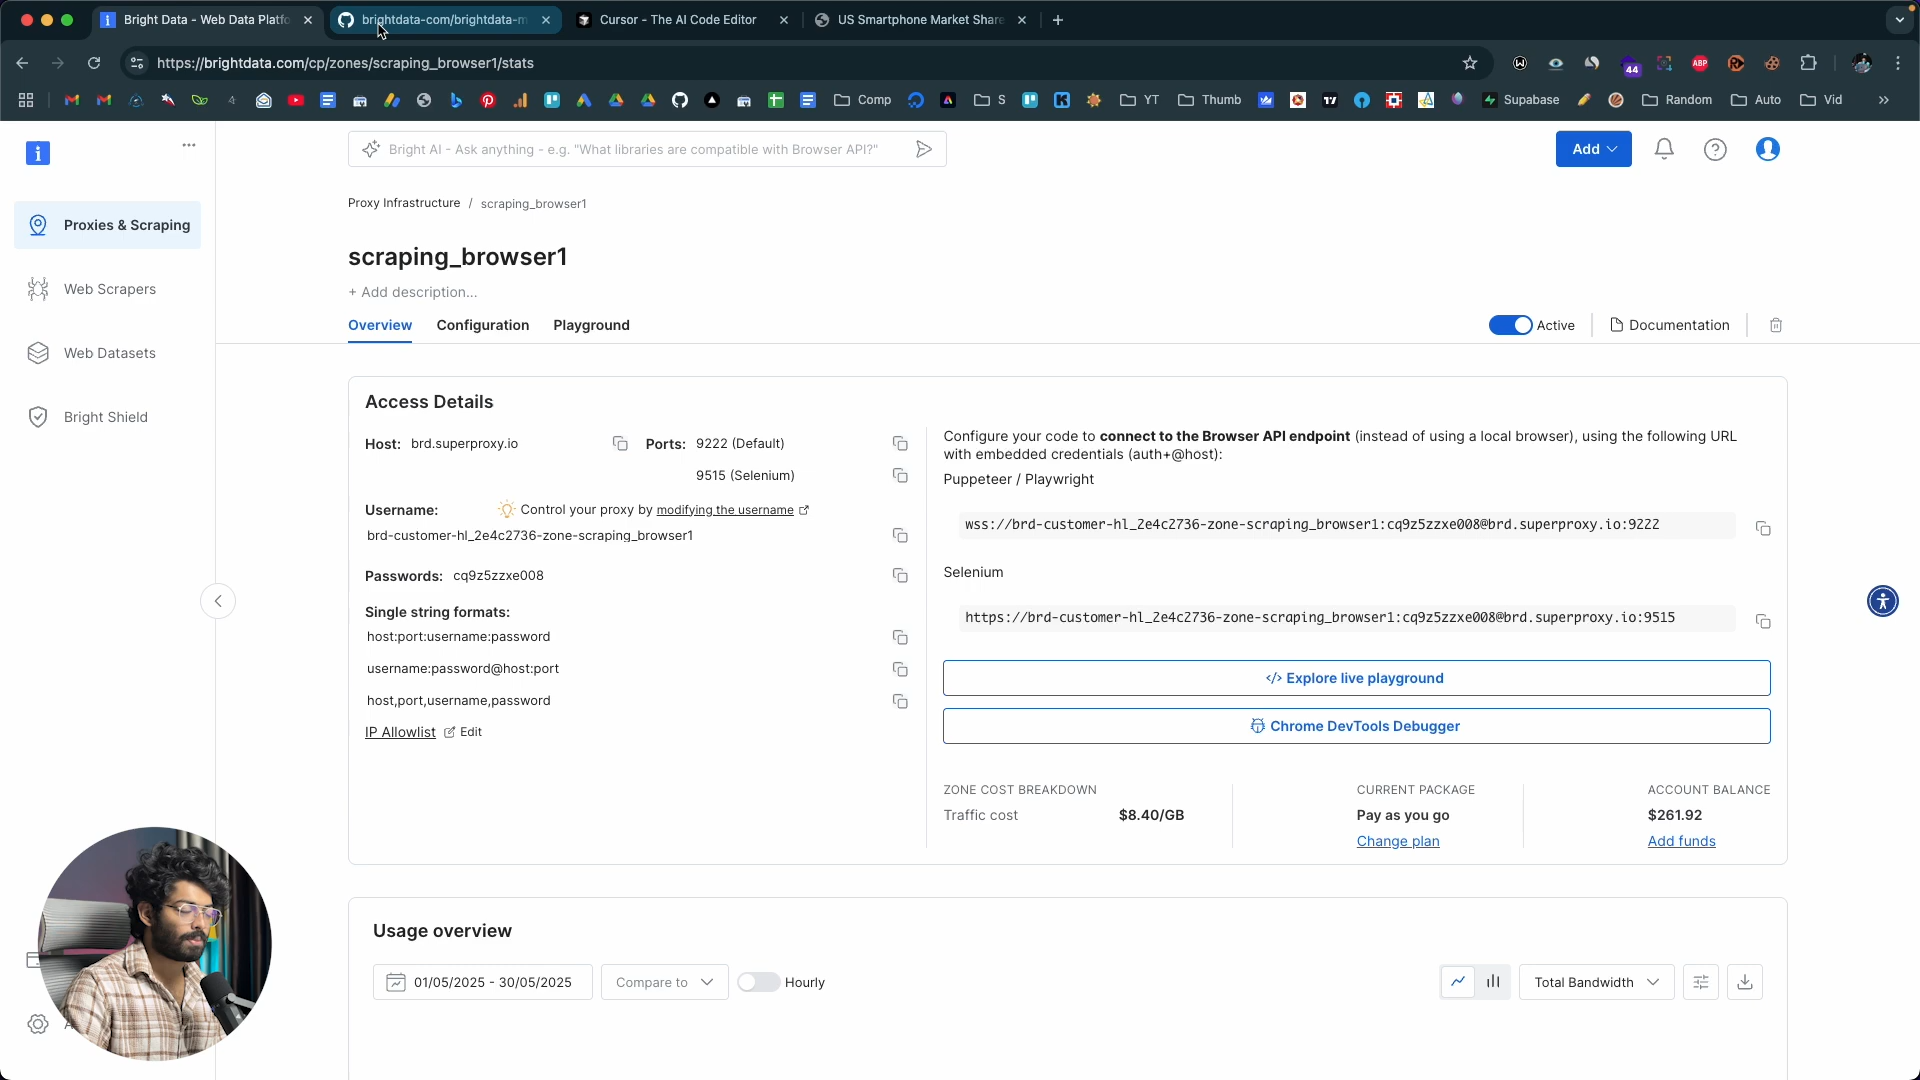 Bright Data - Web Data Platfo
brightdata-com/brightdata-m
Cursor - The AI Code Editor
US Smartphone Market Share
https://brightdata.com/cp/zones/scraping_browser1/stats
44
ABP
Comp
S
YT
Thumb
Supabase
Random
Auto
Vid
Bright AI - Ask anything - e.g. "What libraries are compatible with Browser API?"
Add
Proxies & Scraping
Web Scrapers
Web Datasets
Bright Shield
Proxy Infrastructure / scraping_browser1
scraping_browser1
+ Add description...
Overview
Configuration
Playground
Active
Documentation
Access Details
Host: brd.superproxy.io
Ports: 9222 (Default)
9515 (Selenium)
Username:
Control your proxy by modifying the username
brd-customer-hl_2e4c2736-zone-scraping_browser1
Passwords: cq9z5zzxe008
Single string formats:
host:port:username:password
username:password@host:port
host,port,username,password
IP Allowlist
Edit
Configure your code to connect to the Browser API endpoint (instead of using a local browser), using the following URL
with embedded credentials (auth+@host):
Puppeteer / Playwright
wss://brd-customer-hl_2e4c2736-zone-scraping_browser1:cq9z5zzxe008@brd.superproxy.io:9222
Selenium
https://brd-customer-hl_2e4c2736-zone-scraping_browser1:cq9z5zzxe008@brd.superproxy.io:9515
</> Explore live playground
Chrome DevTools Debugger
ZONE COST BREAKDOWN
Traffic cost
$8.40/GB
CURRENT PACKAGE
Pay as you go
Change plan
ACCOUNT BALANCE
$261.92
Add funds
Usage overview
01/05/2025 - 30/05/2025
Compare to
Hourly
Total Bandwidth